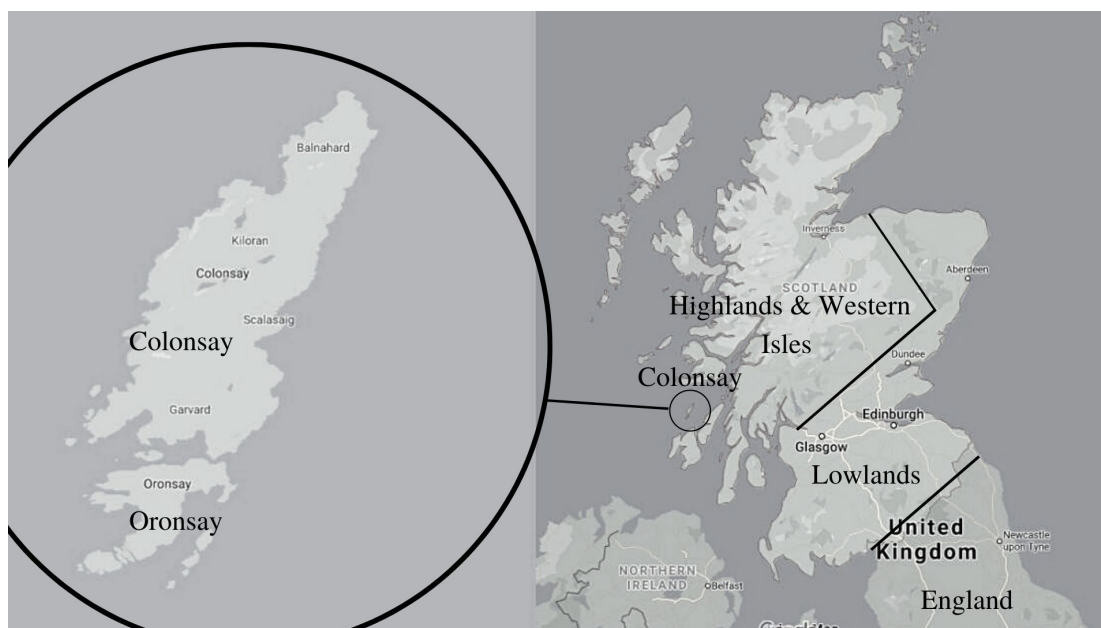 Balnahard
Kiloran
Colonsay
Scalasaig
Colonsay
Garvard
Oronsay
Oronsay
Inverness
Aberdeen
SCOTLAND
Highlands & Western
Isles
Dundee
Colonsay
Edinburgh
Glasgow
Lowlands
United
Kingdom
Newcastle
upon Tyne
NORTHERN
IRELAND
Belfast
England